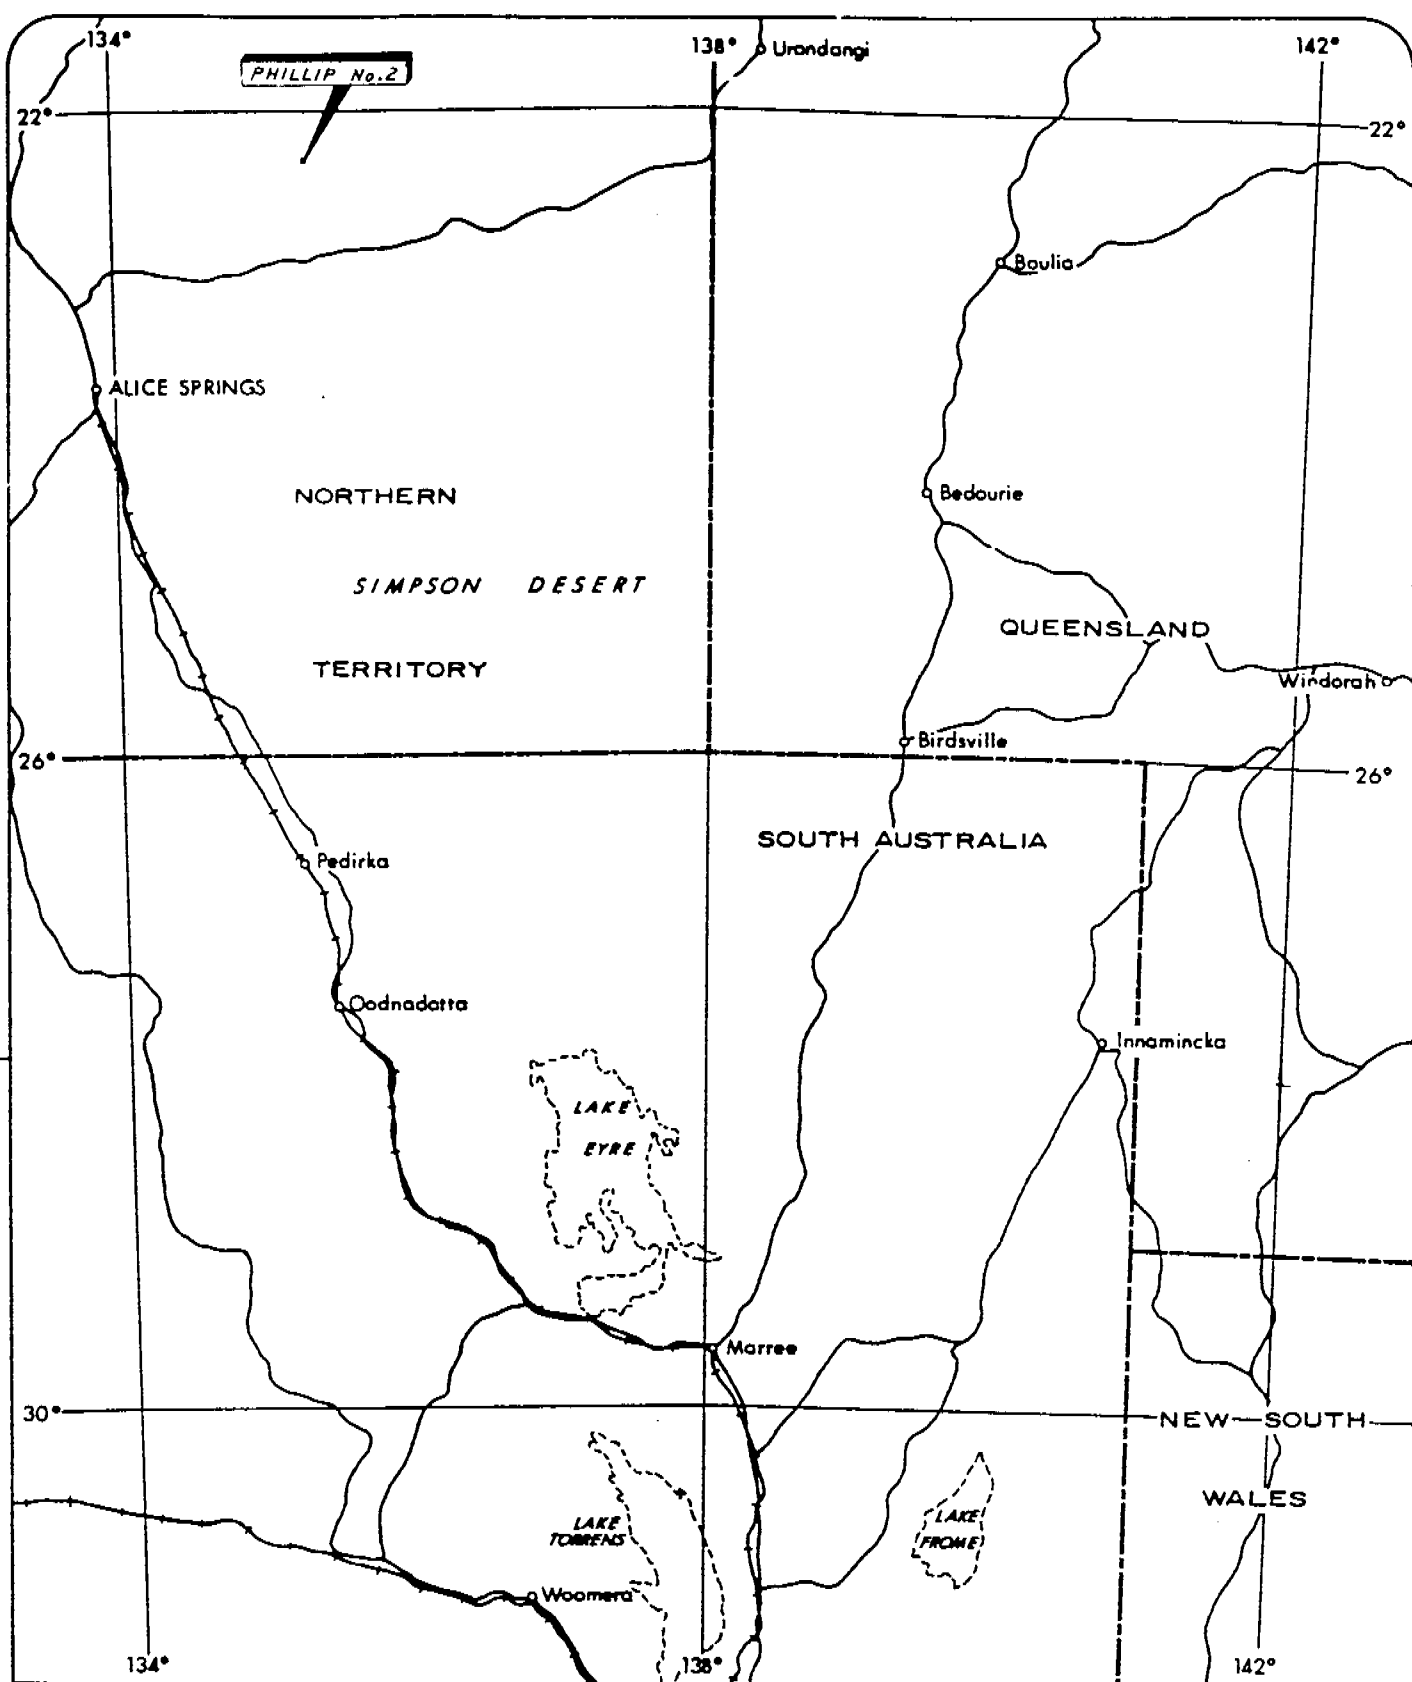 134°
138°
142°
Urandangi
PHILLIP No.2
22°
22°
Boulia
ALICE SPRINGS
NORTHERN
Bedourie
SIMPSON DESERT
QUEENSLAND
TERRITORY
Windorah
Birdsville
26°
26°
SOUTH AUSTRALIA
Pedirka
Oodnadatta
Innamincka
LAKE
EYRE
Marree
30°
NEW SOUTH
WALES
LAKE
TORRENS
LAKE
FROME
Woomera
134°
138°
142°